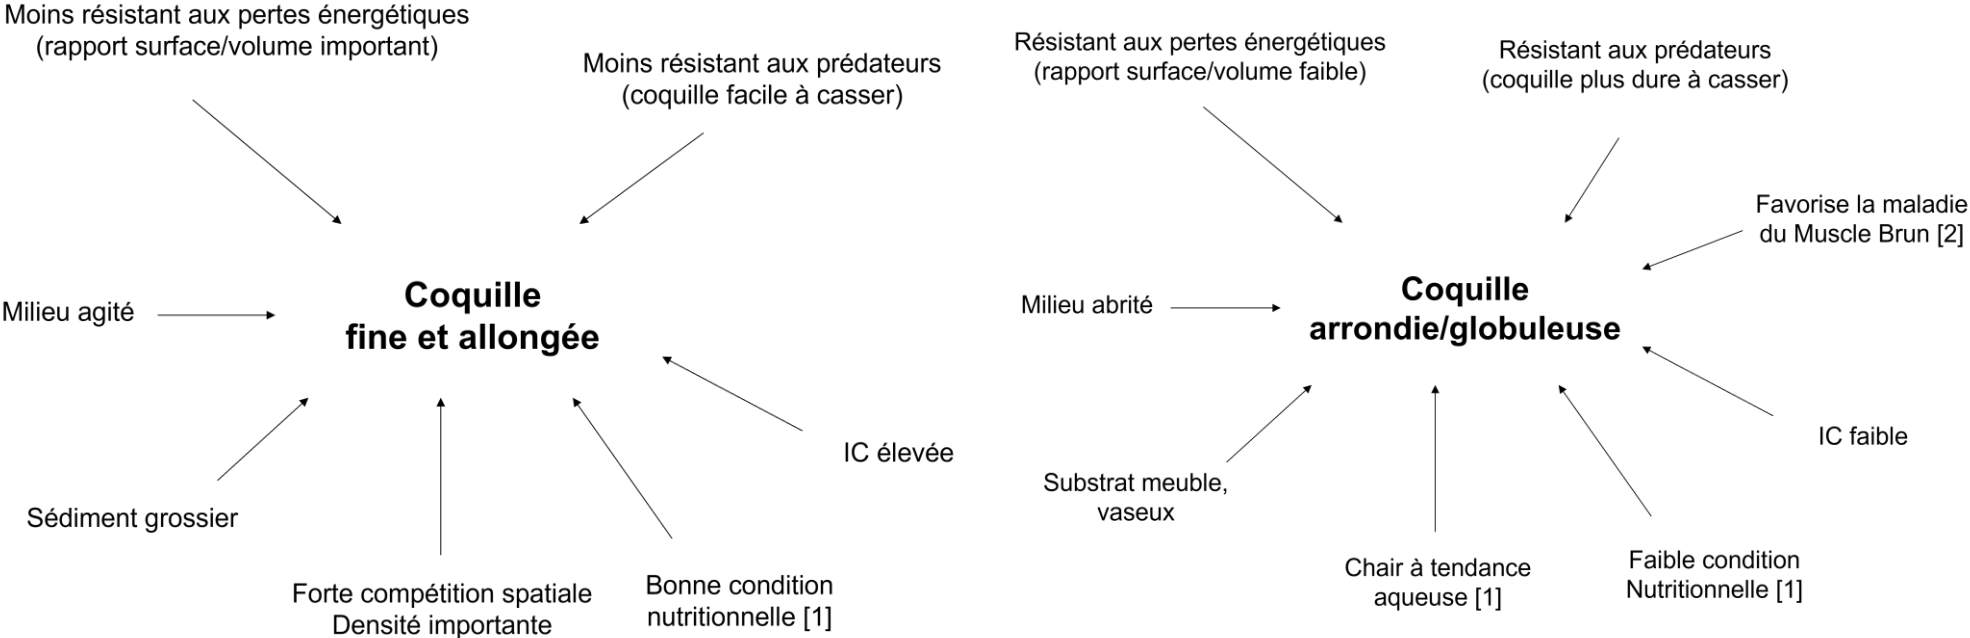 Moins résistant aux pertes énergétiques
(rapport surface/volume important)
Moins résistant aux prédateurs
(coquille facile à casser)
Milieu agité
Coquille
fine et allongée
IC élevée
Sédiment grossier
Forte compétition spatiale
Densité importante
Bonne condition
nutritionnelle [1]
Résistant aux pertes énergétiques
(rapport surface/volume faible)
Résistant aux prédateurs
(coquille plus dure à casser)
Favorise la maladie
du Muscle Brun [2]
Milieu abrité
Coquille
arrondie/globuleuse
IC faible
Substrat meuble,
vaseux
Chair à tendance
aqueuse [1]
Faible condition
Nutritionnelle [1]